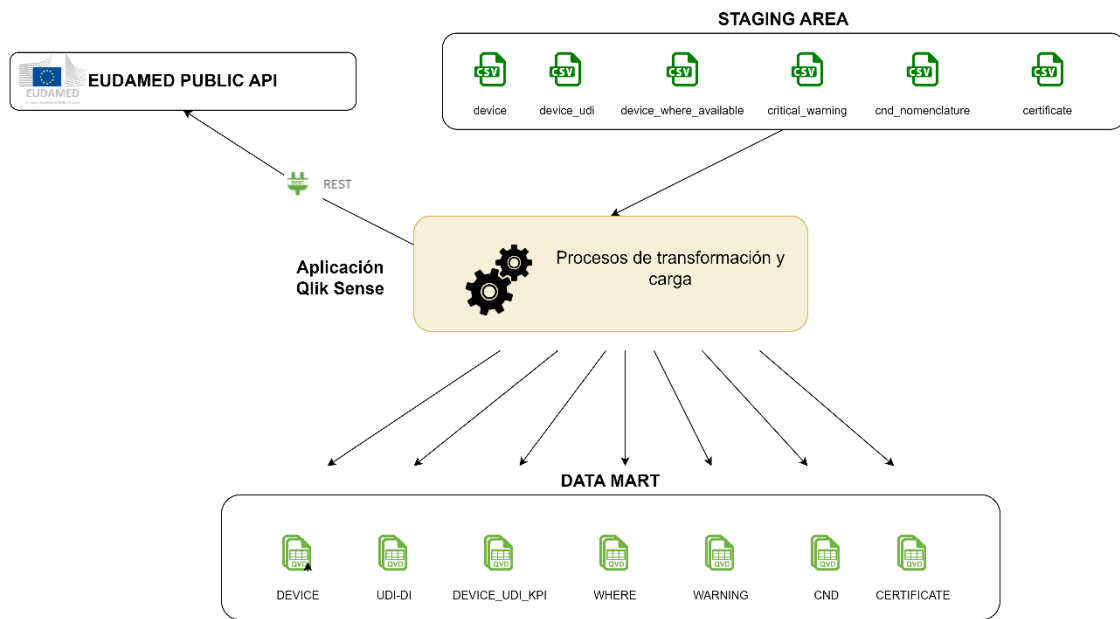 STAGING AREA
EUDAMED PUBLIC API
EUDAMED
CSV CSV CSV CSV CSV CSV
device device_udi device_where_available critical_warning cnd_nomenclature certificate
REST
Aplicación
Qlik Sense
Procesos de transformación y
carga
DATA MART
QVD QVD QVD QVD QVD QVD QVD
DEVICE UDI-DI DEVICE_UDI_KPI WHERE WARNING CND CERTIFICATE